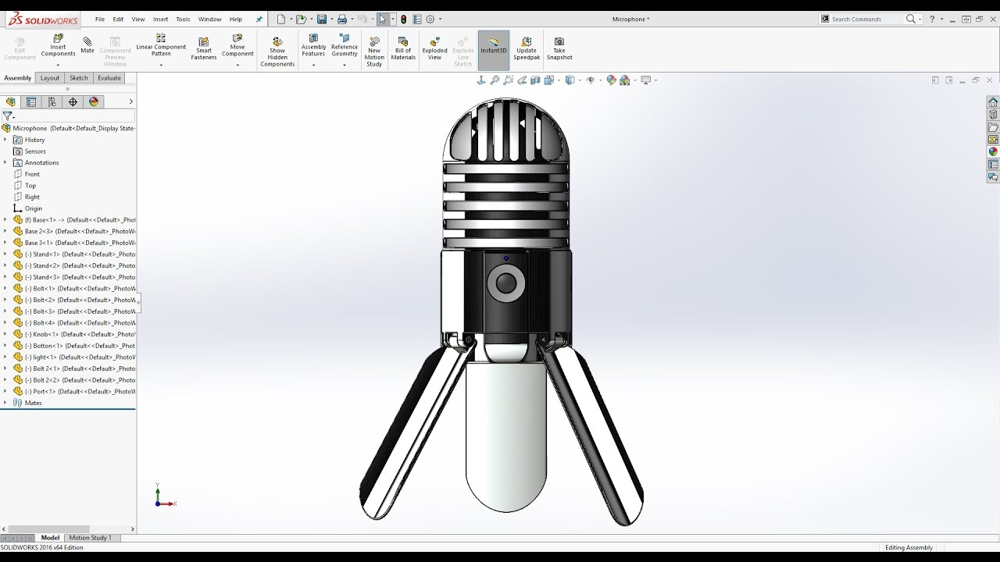 SOLIDWORKS
File Edit View Insert Tools Window Help
Microphone *
Search Commands
?
Edit Component
Insert Components
Mate
Component Preview Window
Linear Component Pattern
Smart Fasteners
Move Component
Show Hidden Components
Assembly Features
Reference Geometry
New Motion Study
Bill of Materials
Exploded View
Explode Line Sketch
Instant3D
Update Speedpak
Take Snapshot
Assembly Layout Sketch Evaluate
Microphone (Default<Default_Display State-
History
Sensors
Annotations
Front
Top
Right
Origin
(f) Base<1> -> (Default<<Default>_Phot
Base 2<3> (Default<<Default>_PhotoW
Base 3<1> (Default<<Default>_PhotoW
(-) Stand<1> (Default<<Default>_Photo
(-) Stand<2> (Default<<Default>_Photo
(-) Stand<3> (Default<<Default>_Photo
(-) Bolt<1> (Default<<Default>_PhotoW
(-) Bolt<2> (Default<<Default>_PhotoW
(-) Bolt<3> (Default<<Default>_PhotoW
(-) Bolt<4> (Default<<Default>_PhotoW
(-) Knob<1> (Default<<Default>_Photo
(-) Botton<1> (Default<<Default>_Phot
(-) light<1> (Default<<Default>_PhotoW
(-) Bolt 2<1> (Default<<Default>_Photo
(-) Bolt 2<2> (Default<<Default>_Photo
(-) Port<1> (Default<<Default>_PhotoW
Mates
Y
X
Model Motion Study 1
SOLIDWORKS 2016 x64 Edition
Editing Assembly